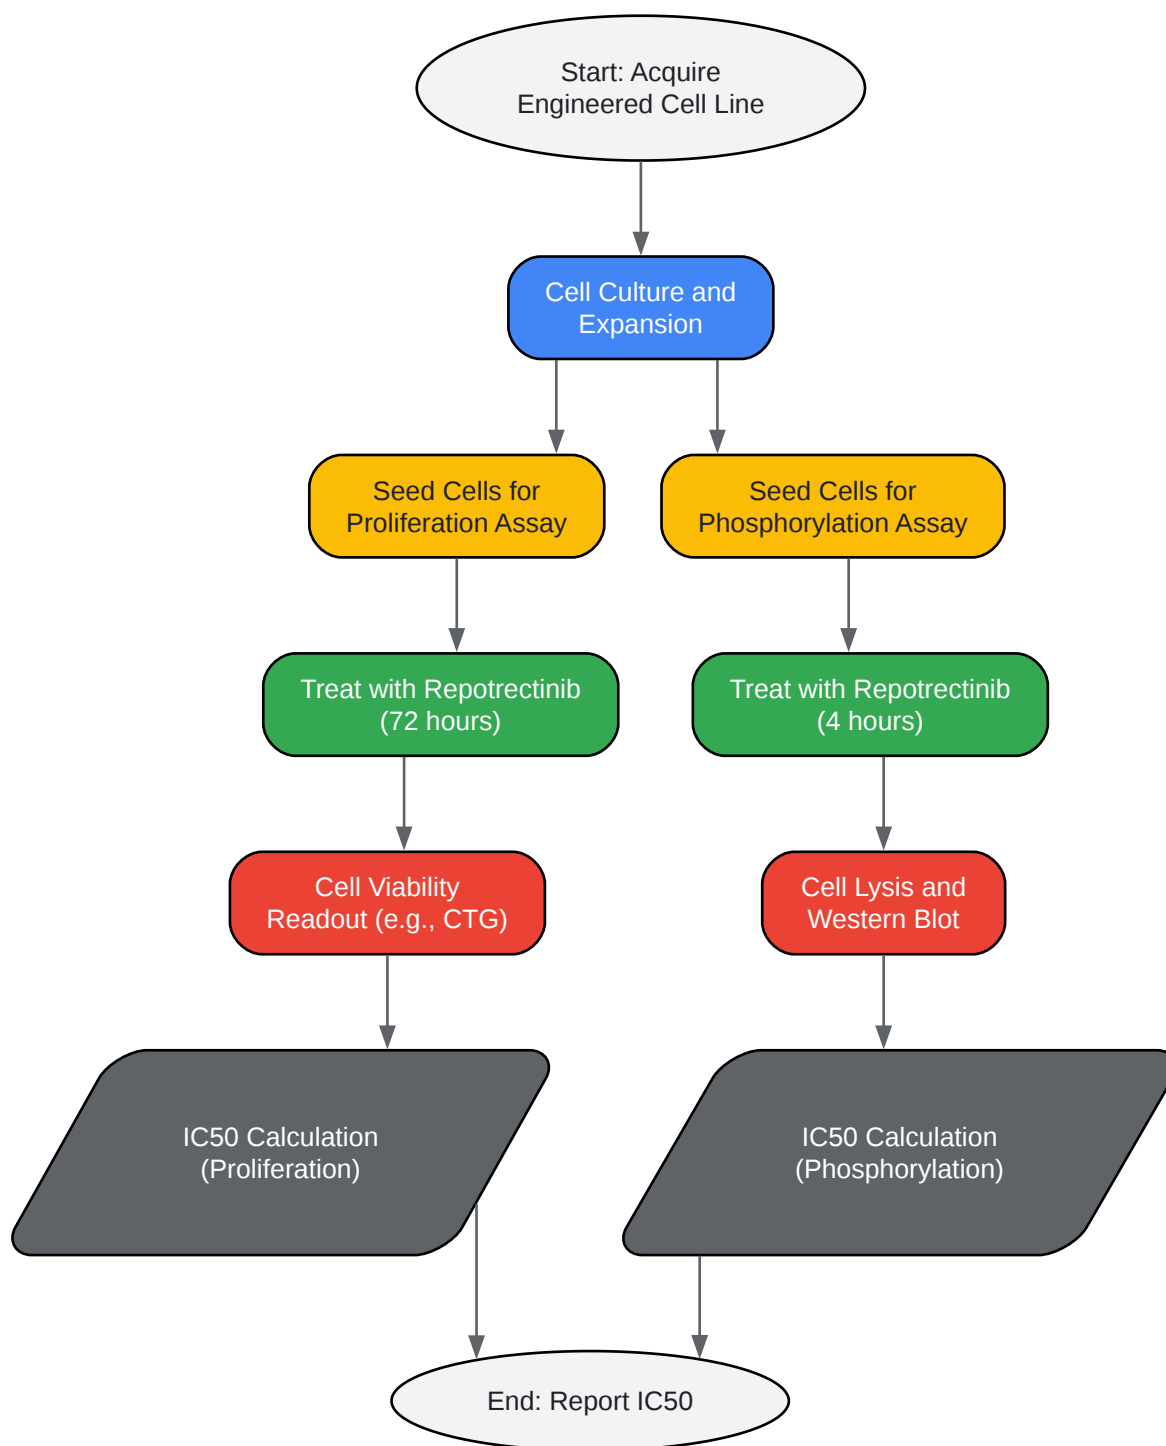 Start: Acquire
Engineered Cell Line
Cell Culture and
Expansion
Seed Cells for
Proliferation Assay
Seed Cells for
Phosphorylation Assay
Treat with Repotrectinib
(72 hours)
Treat with Repotrectinib
(4 hours)
Cell Viability
Readout (e.g., CTG)
Cell Lysis and
Western Blot
IC50 Calculation
(Proliferation)
IC50 Calculation
(Phosphorylation)
End: Report IC50